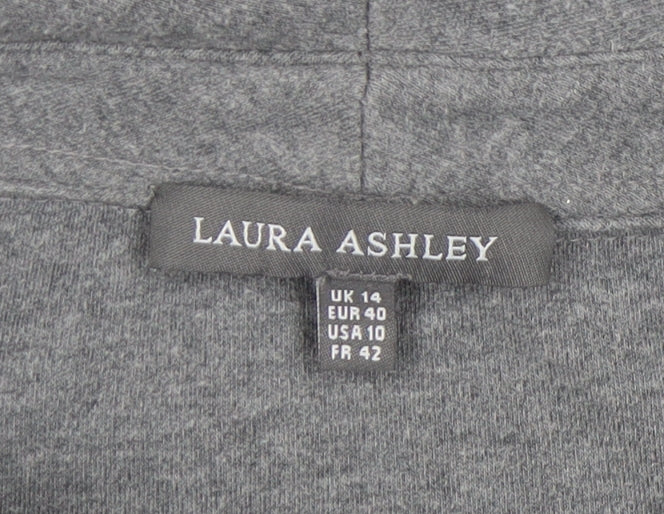 LAURA ASHLEY
UK 14
EUR 40
USA 10
FR 42